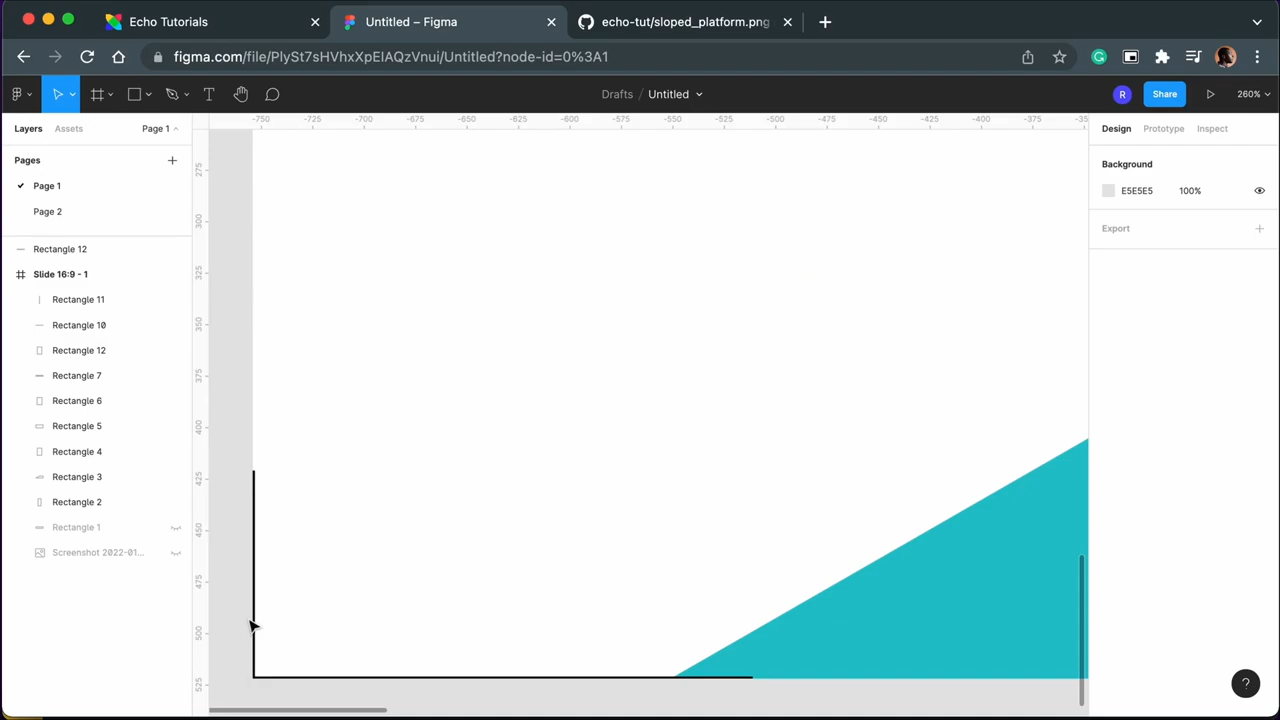 Echo Tutorials
Untitled – Figma
echo-tut/sloped_platform.png
figma.com/file/PlySt7sHVhxXpEIAQzVnui/Untitled?node-id=0%3A1
Drafts / Untitled
R
Share
260%
Layers
Assets
Page 1
-750 -725 -700 -675 -650 -625 -600 -575 -550 -525 -500 -475 -450 -425 -400 -375 -35
Design
Prototype
Inspect
Pages
Page 1
Page 2
Background
E5E5E5
100%
Export
Rectangle 12
Slide 16:9 - 1
Rectangle 11
Rectangle 10
Rectangle 12
Rectangle 7
Rectangle 6
Rectangle 5
Rectangle 4
Rectangle 3
Rectangle 2
Rectangle 1
Screenshot 2022-01...
275
300
325
350
375
400
425
450
475
500
525
?